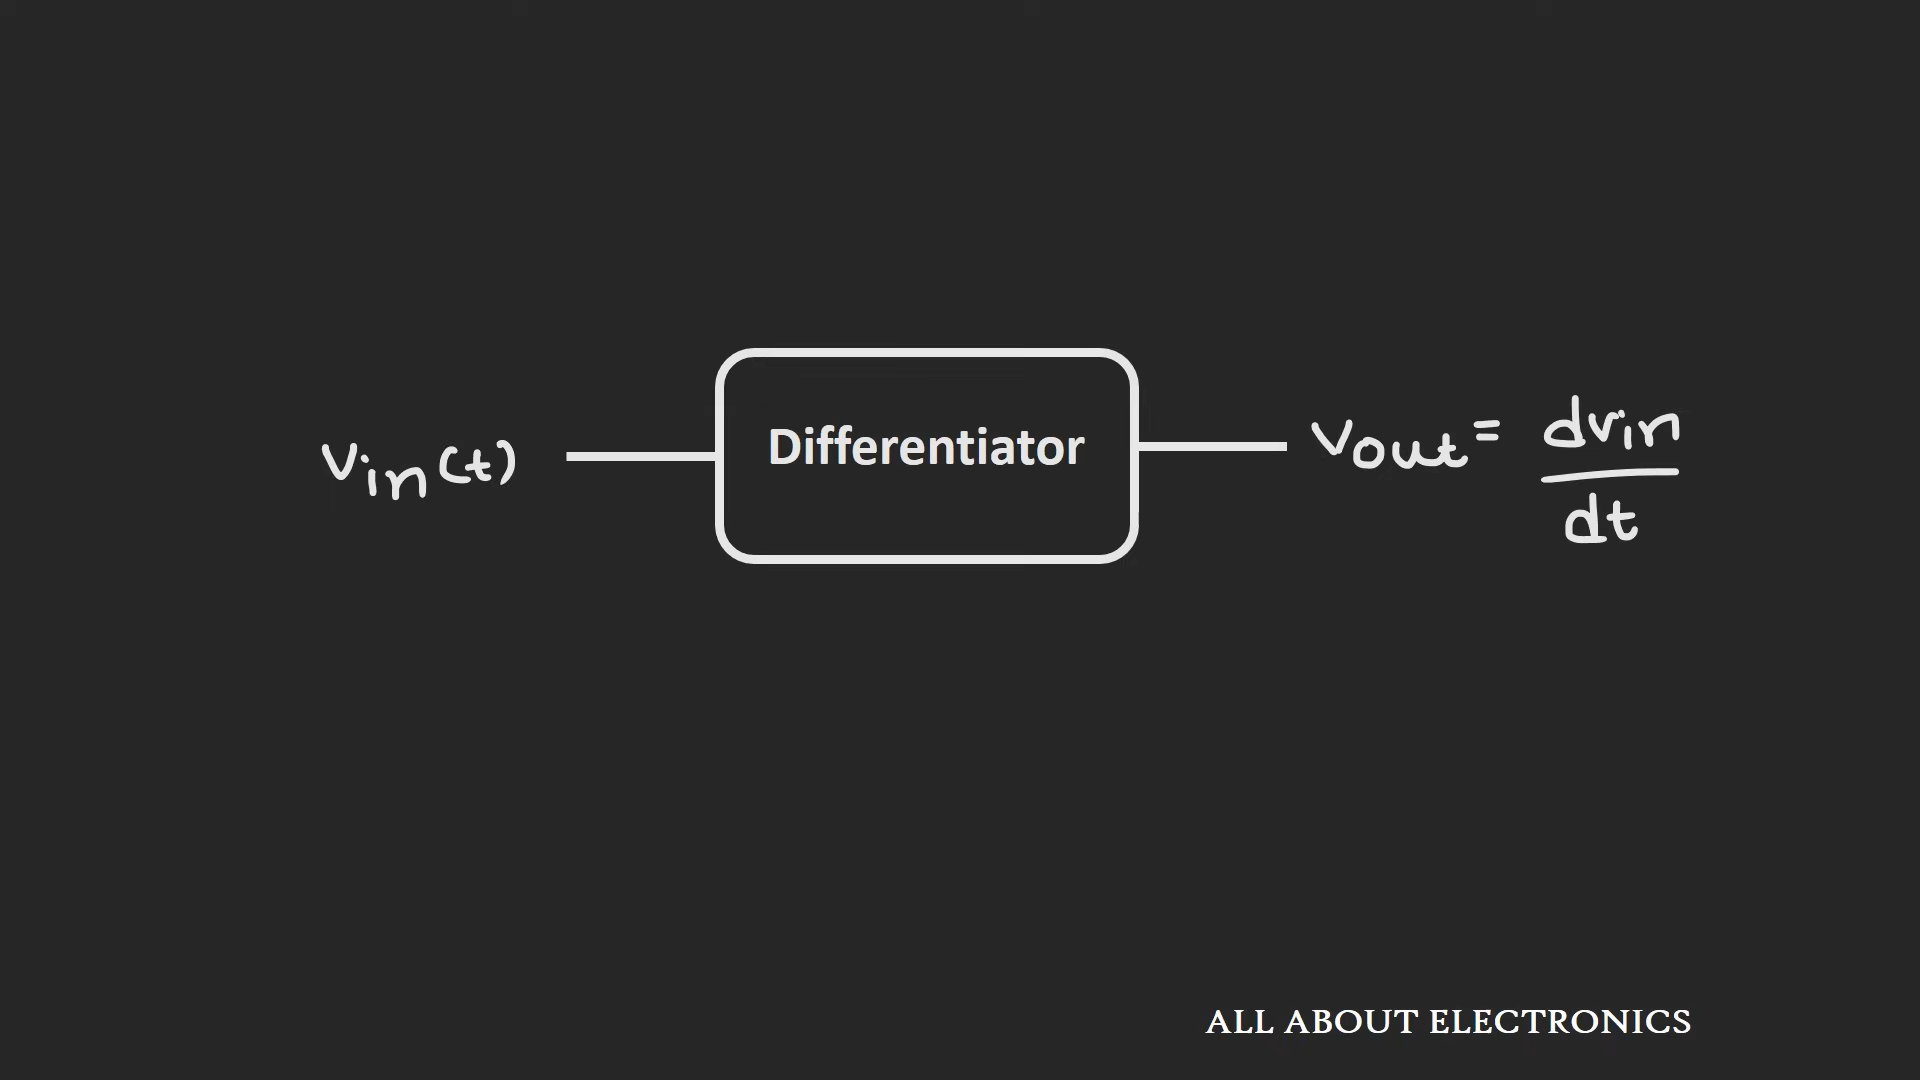 vin(t)
Differentiator
vout = dvin
dt
ALL ABOUT ELECTRONICS